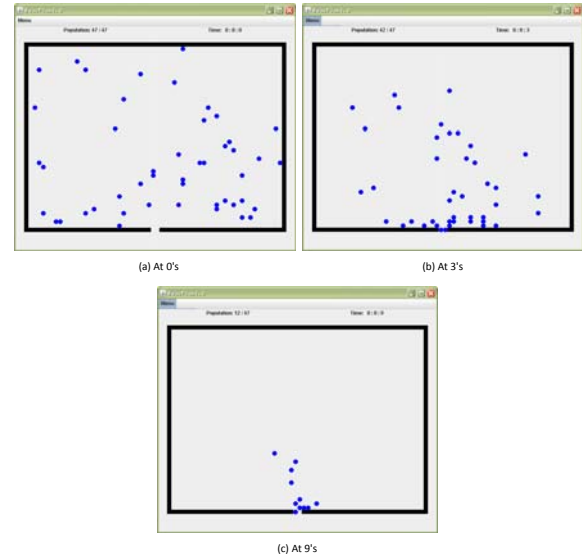 Menu
Population: 47 / 47 Time: 0 : 0 : 0
(a) At 0's
Menu
Population: 42 / 47 Time: 0 : 0 : 3
(b) At 3's
Menu
Population: 12 / 47 Time: 0 : 0 : 9
(c) At 9's